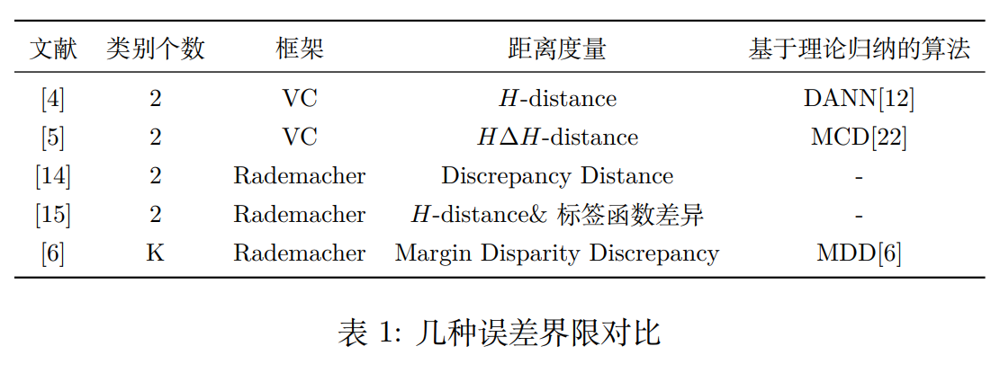 文献 类别个数 框架 距离度量 基于理论归纳的算法
[4] 2 VC H-distance DANN[12]
[5] 2 VC HΔH-distance MCD[22]
[14] 2 Rademacher Discrepancy Distance -
[15] 2 Rademacher H-distance& 标签函数差异 -
[6] K Rademacher Margin Disparity Discrepancy MDD[6]
表 1: 几种误差界限对比